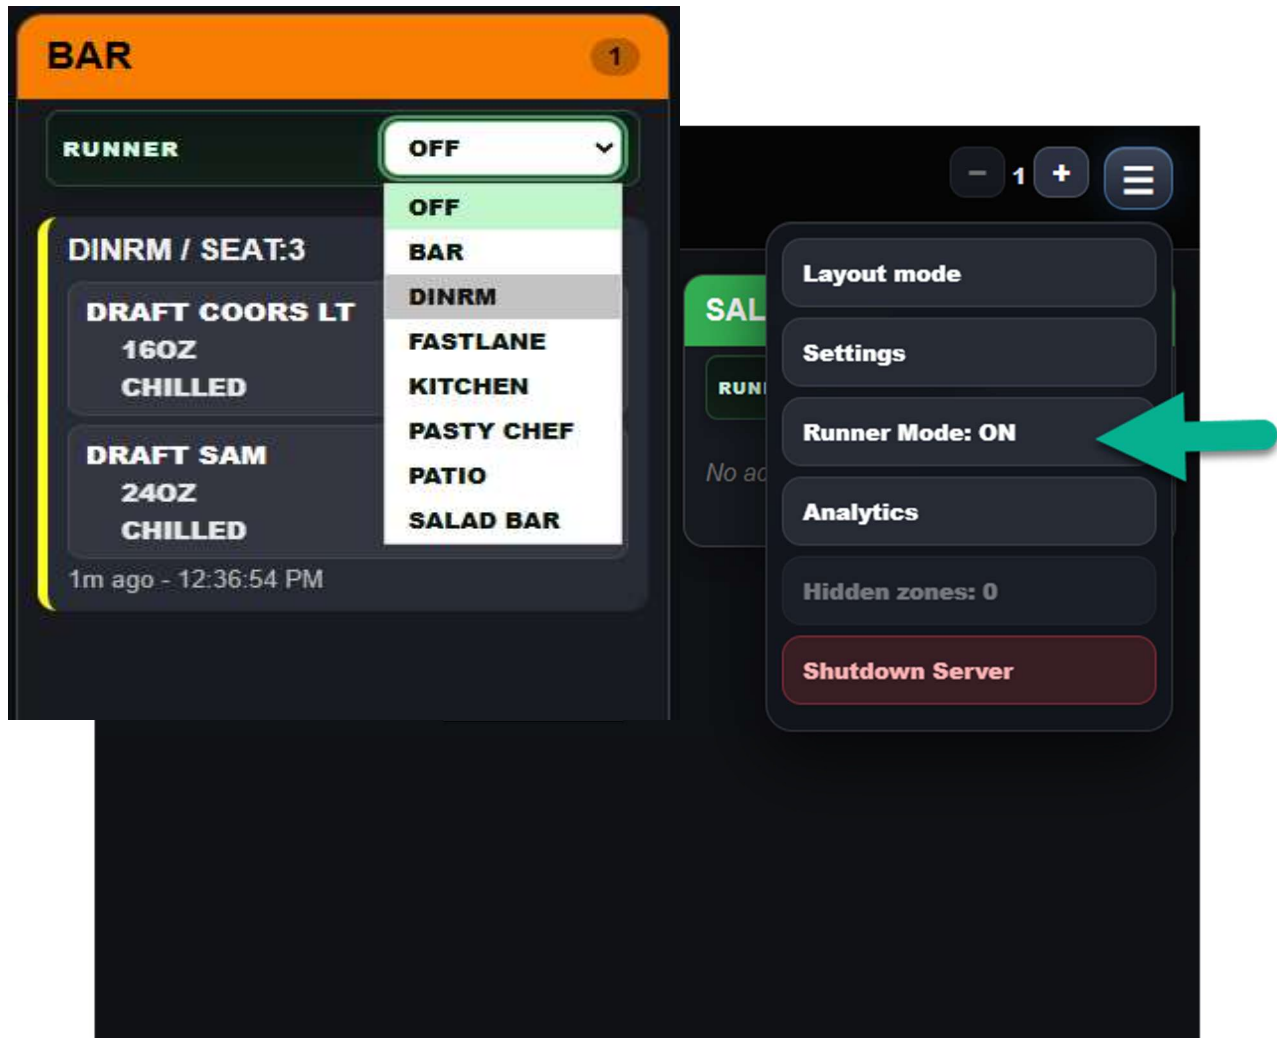 BAR
1
RUNNER
OFF
OFF
BAR
DINRM
FASTLANE
KITCHEN
PASTY CHEF
PATIO
SALAD BAR
DINRM / SEAT:3
DRAFT COORS LT
16OZ
CHILLED
DRAFT SAM
24OZ
CHILLED
1m ago - 12:36:54 PM
− 1 +
SAL
RUN
No ac
Layout mode
Settings
Runner Mode: ON
Analytics
Hidden zones: 0
Shutdown Server